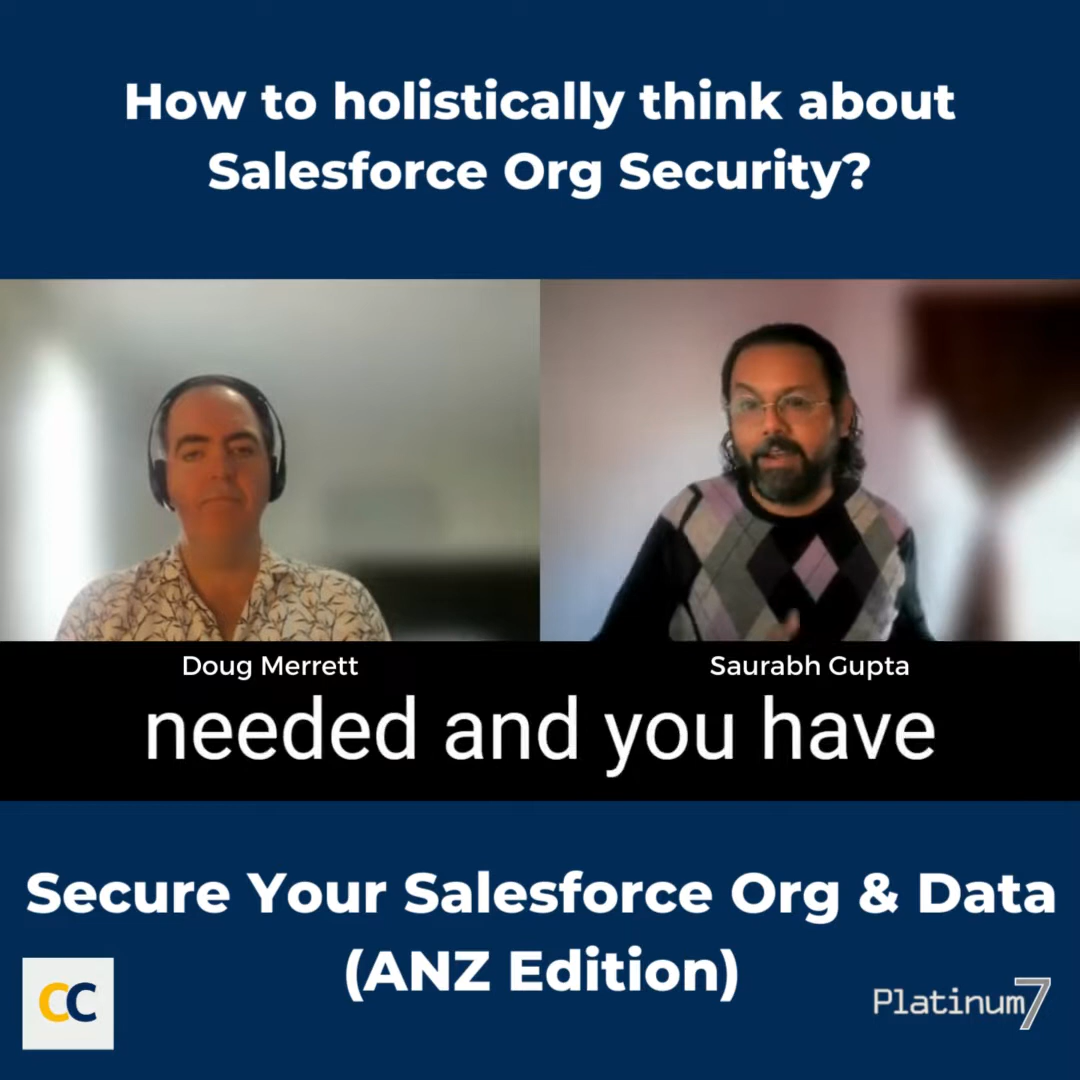 How to holistically think about
Salesforce Org Security?
Doug Merrett
Saurabh Gupta
needed and you have
Secure Your Salesforce Org & Data
(ANZ Edition)
CC
Platinum7